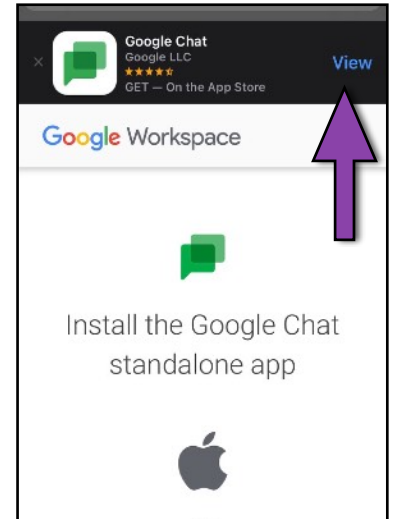 Google Chat
Google LLC
GET — On the App Store
View
Google Workspace
Install the Google Chat
standalone app